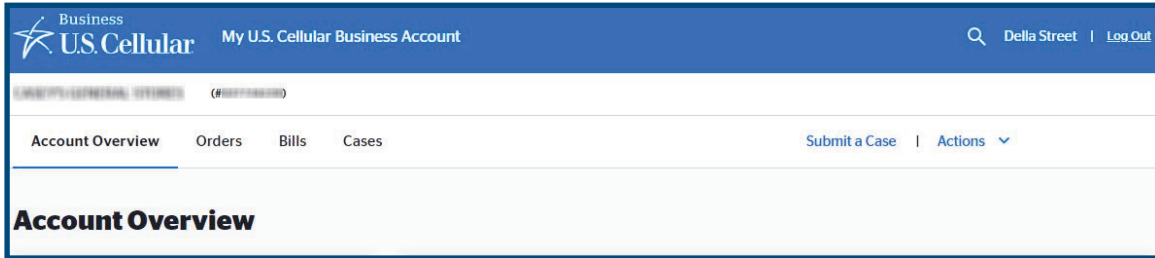 Business
U.S. Cellular My U.S. Cellular Business Account Della Street | Log Out
(# )
Account Overview Orders Bills Cases Submit a Case | Actions
Account Overview